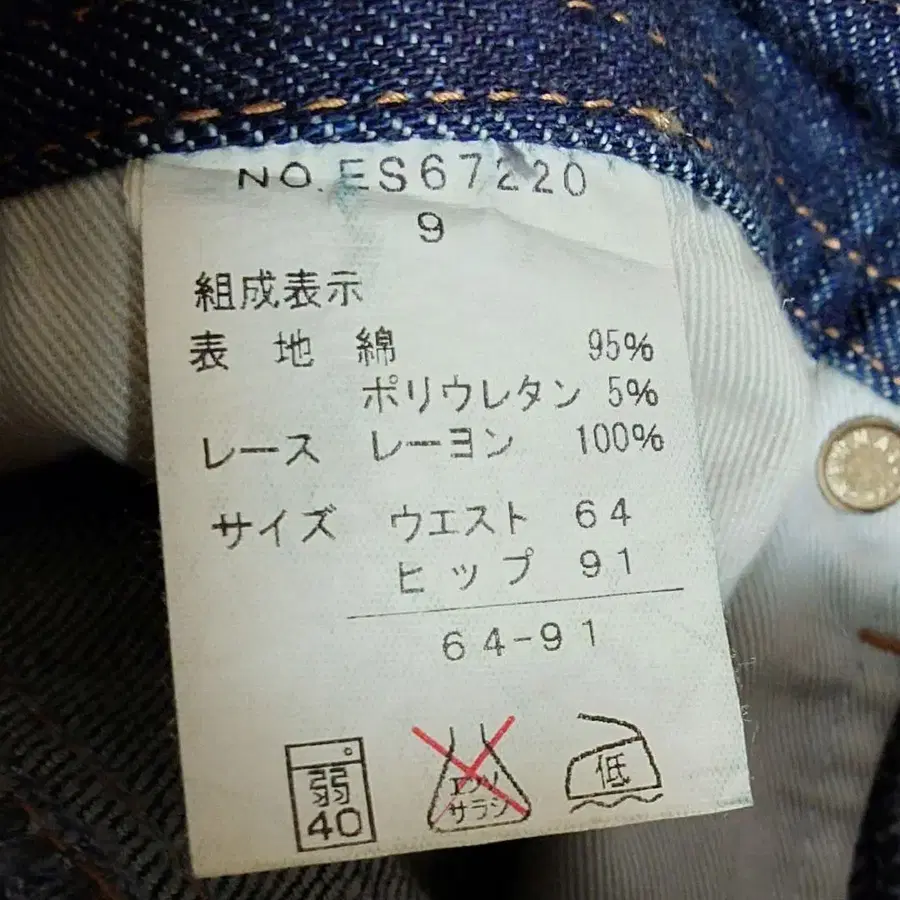 NO.ES67220
9
組成表示
表 地 綿 95%
ポリウレタン 5%
レース レーヨン 100%
サイズ ウエスト 64
ヒップ 91
64-91
弱
40
エンソ
サラシ
低